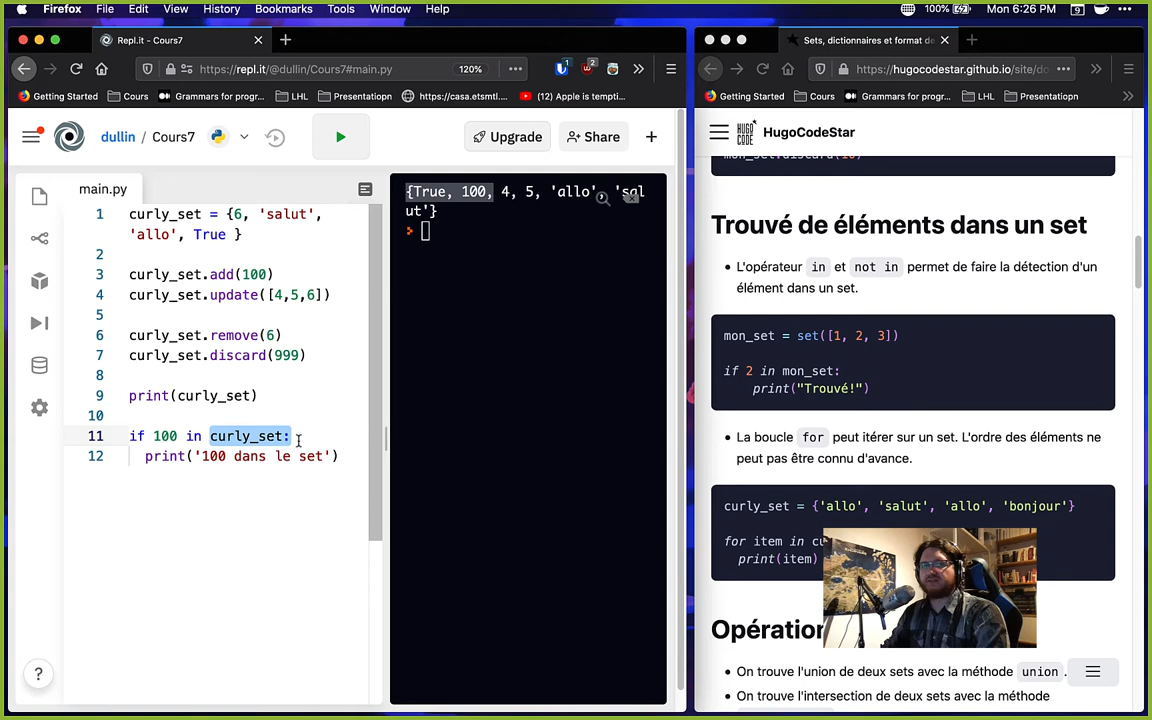 Firefox File Edit View History Bookmarks Tools Window Help
100% Mon 6:26 PM
Repl.it - Cours7
https://repl.it/@dullin/Cours7#main.py 120%
Getting Started Cours Grammars for progr... LHL Presentatiopn https://casa.etsmtl... (12) Apple is tempti...
dullin / Cours7
Upgrade
Share
main.py
1 curly_set = {6, 'salut',
'allo', True }
2
3 curly_set.add(100)
4 curly_set.update([4,5,6])
5
6 curly_set.remove(6)
7 curly_set.discard(999)
8
9 print(curly_set)
10
11 if 100 in curly_set:
12 print('100 dans le set')
{True, 100, 4, 5, 'allo', 'sal
ut'}
?
Sets, dictionnaires et format de
https://hugocodestar.github.io/site/do
Getting Started Cours Grammars for progr... LHL Presentatiopn
HUGO
CODE
HugoCodeStar
mon_set.discard(10)
Trouvé de éléments dans un set
L'opérateur in et not in permet de faire la détection d'un
élément dans un set.
mon_set = set([1, 2, 3])
if 2 in mon_set:
print("Trouvé!")
La boucle for peut itérer sur un set. L'ordre des éléments ne
peut pas être connu d'avance.
curly_set = {'allo', 'salut', 'allo', 'bonjour'}
for item in cu
print(item)
Opération
On trouve l'union de deux sets avec la méthode union .
On trouve l'intersection de deux sets avec la méthode